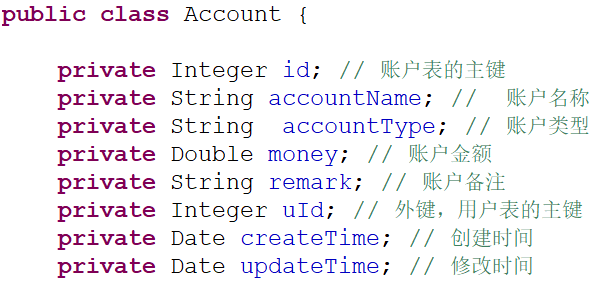 public class Account {
private Integer id; // 账户表的主键
private String accountName; //  账户名称
private String  accountType; // 账户类型
private Double money; // 账户金额
private String remark; // 账户备注
private Integer uId; // 外键，用户表的主键
private Date createTime; // 创建时间
private Date updateTime; // 修改时间